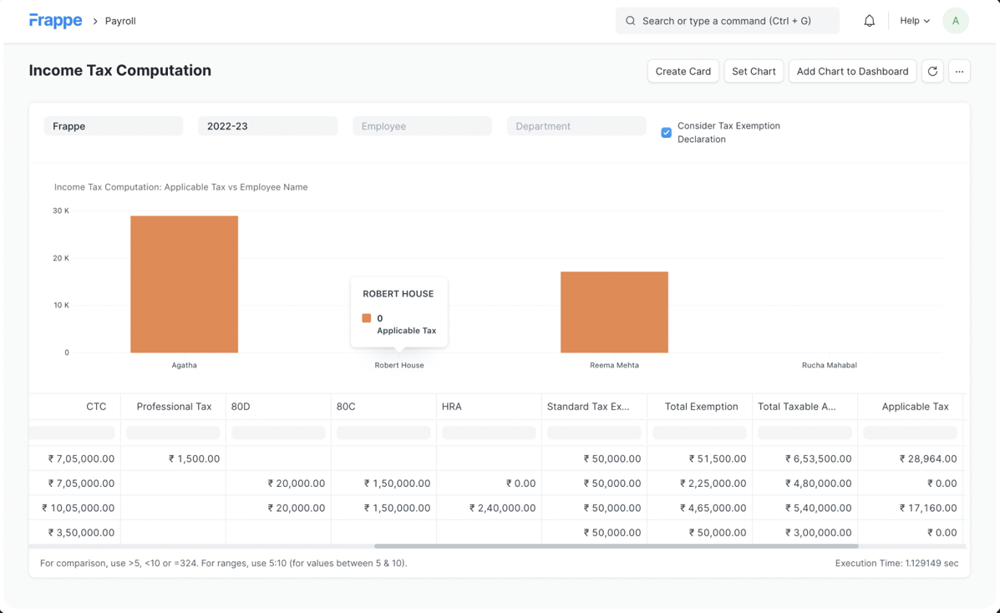 Frappe > Payroll
Search or type a command (Ctrl + G)
Help
A
Income Tax Computation
Create Card
Set Chart
Add Chart to Dashboard
...
Frappe
2022-23
Employee
Department
Consider Tax Exemption
Declaration
Income Tax Computation: Applicable Tax vs Employee Name
30 K
20 K
10 K
0
ROBERT HOUSE
0
Applicable Tax
Agatha
Robert House
Reema Mehta
Rucha Mahabal
CTC Professional Tax 80D 80C HRA Standard Tax Ex... Total Exemption Total Taxable A... Applicable Tax
₹ 7,05,000.00 ₹ 1,500.00 ₹ 50,000.00 ₹ 51,500.00 ₹ 6,53,500.00 ₹ 28,964.00
₹ 7,05,000.00 ₹ 20,000.00 ₹ 1,50,000.00 ₹ 0.00 ₹ 50,000.00 ₹ 2,25,000.00 ₹ 4,80,000.00 ₹ 0.00
₹ 10,05,000.00 ₹ 20,000.00 ₹ 1,50,000.00 ₹ 2,40,000.00 ₹ 50,000.00 ₹ 4,65,000.00 ₹ 5,40,000.00 ₹ 17,160.00
₹ 3,50,000.00 ₹ 50,000.00 ₹ 50,000.00 ₹ 3,00,000.00 ₹ 0.00
For comparison, use >5, <10 or =324. For ranges, use 5:10 (for values between 5 & 10).
Execution Time: 1.129149 sec